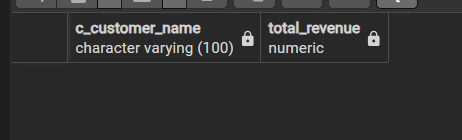 c_customer_name total_revenue
character varying (100) numeric